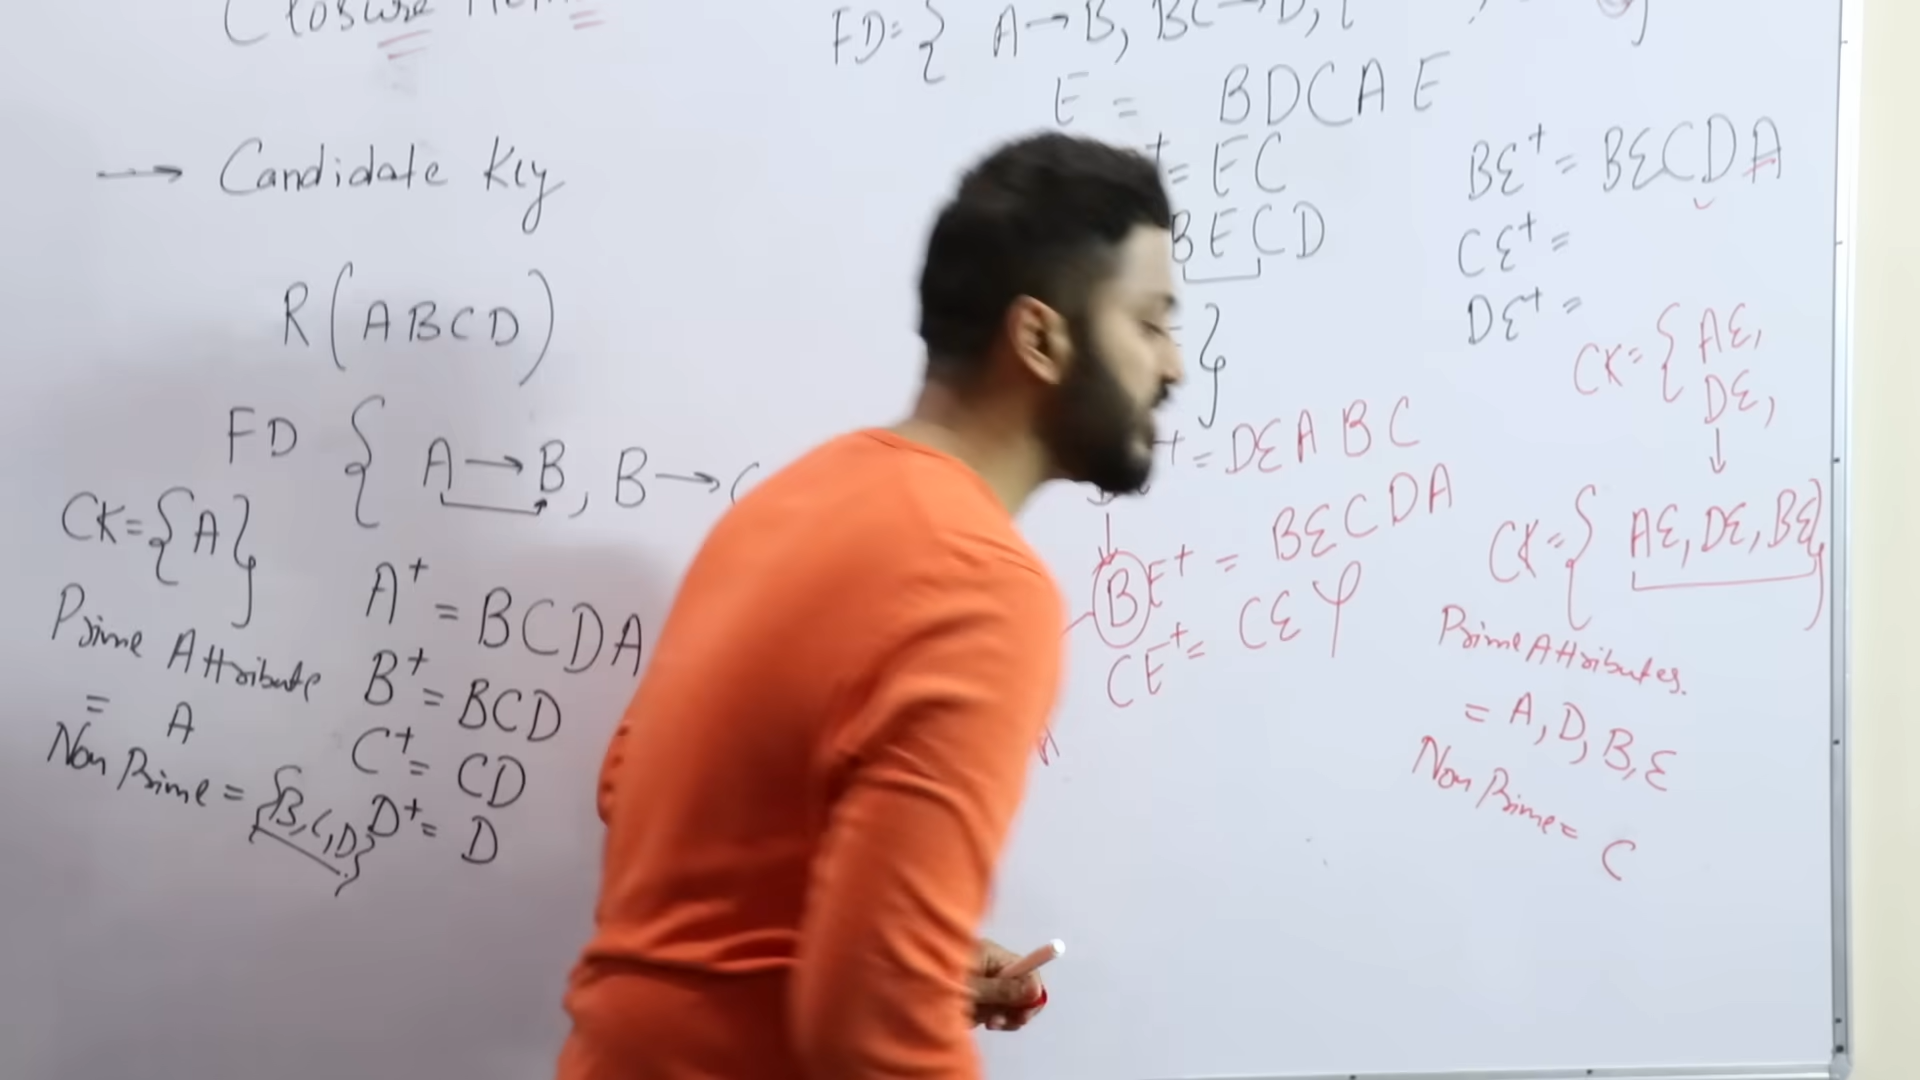 Closure
FD={ A→B, BC→D,
E = BDCAE
→ Candidate Key
+ = EC
BE+ = BECDA
BECD
CE+ =
R(ABCD)
DE+ =
}
CK={ AE,
DE,
FD { A→B, B→C
+ = DEABC
CK={A}
BE+ = BECDA
CK={ AE, DE, BE}
A+ = BCDA
CE+ = CE φ
Prime Attribute
= A
Prime Attributes.
= A, D, B, E
B+ = BCD
Non Prime = {B,C,D}
C+ = CD
Non Prime = C
D+ = D